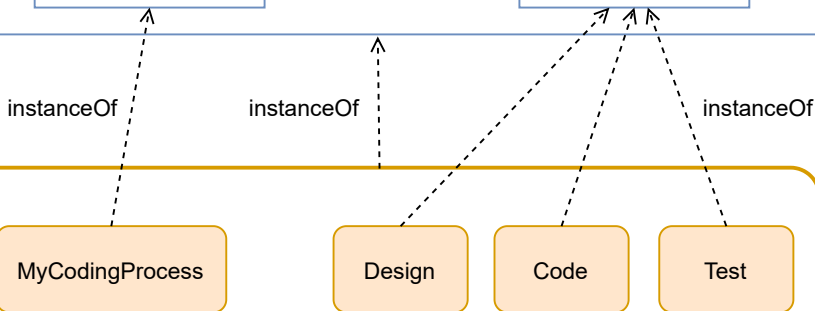 instanceOf
instanceOf
instanceOf
MyCodingProcess
Design
Code
Test